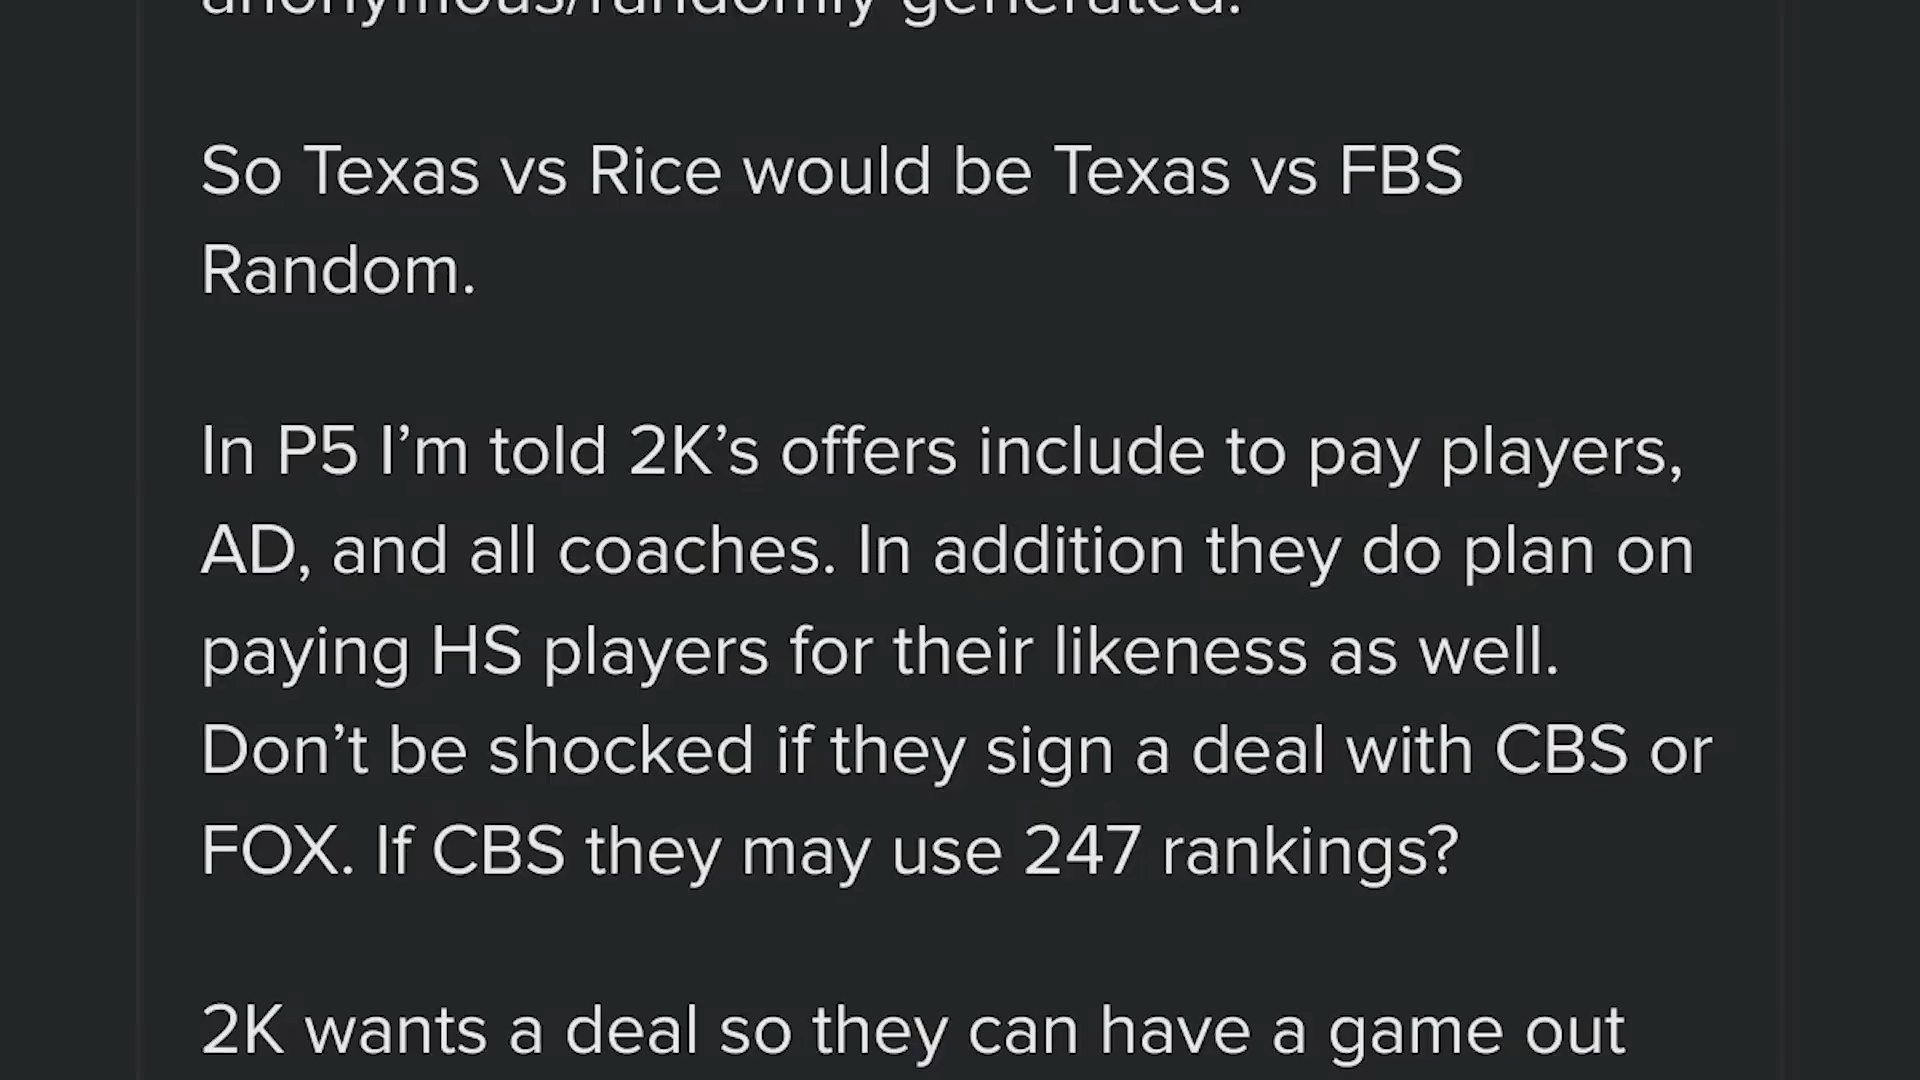 anonymous/randomly generated.
So Texas vs Rice would be Texas vs FBS
Random.
In P5 I’m told 2K’s offers include to pay players,
AD, and all coaches. In addition they do plan on
paying HS players for their likeness as well.
Don’t be shocked if they sign a deal with CBS or
FOX. If CBS they may use 247 rankings?
2K wants a deal so they can have a game out